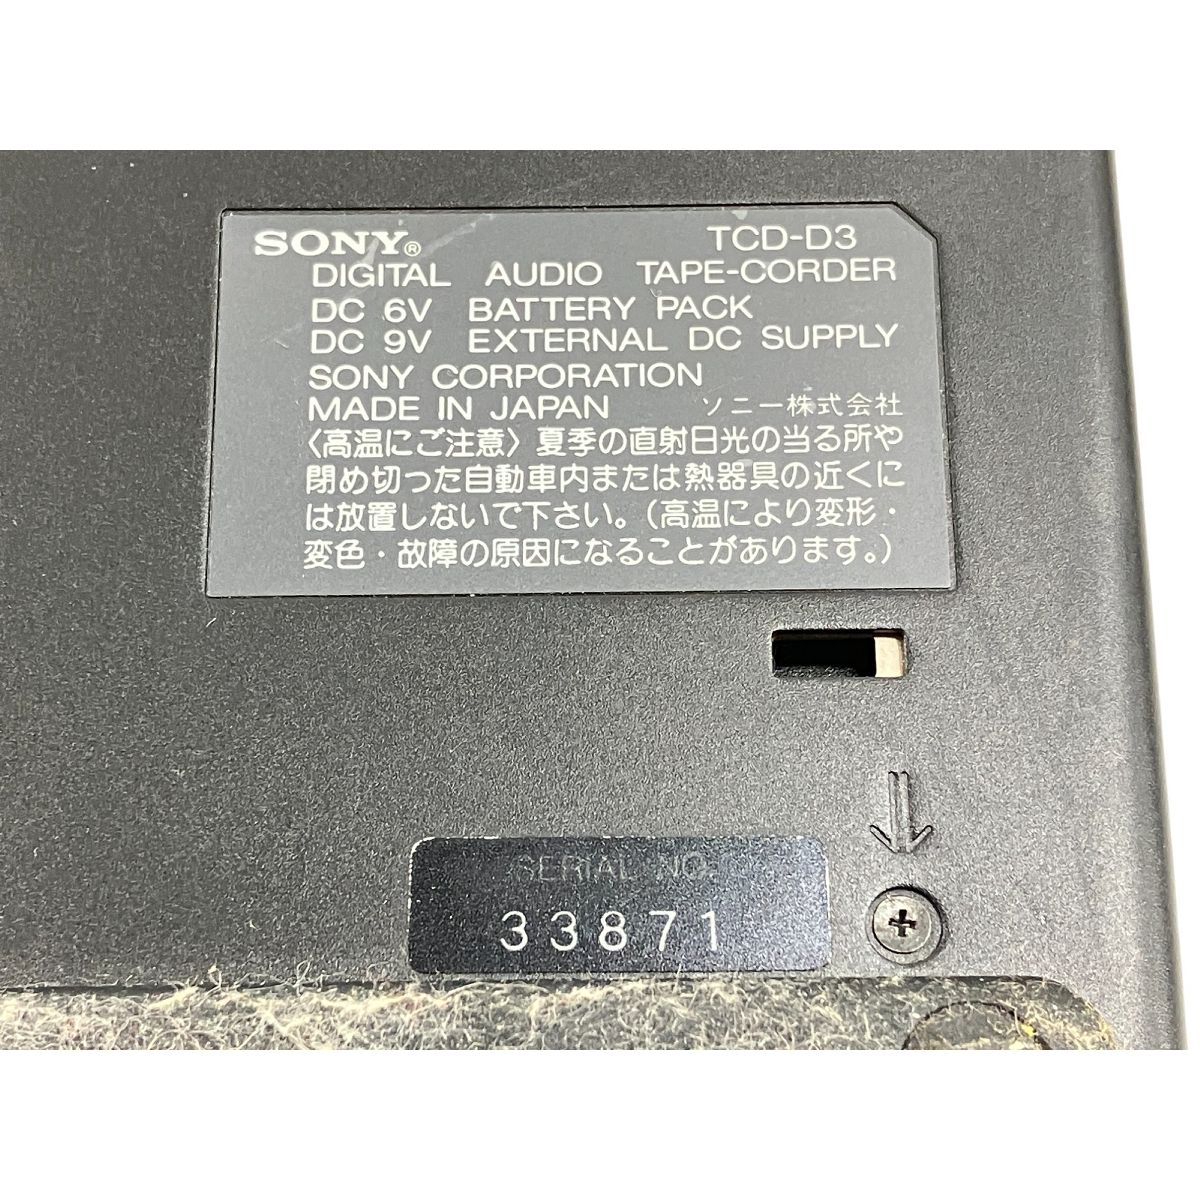 SONY® TCD-D3
DIGITAL AUDIO TAPE-CORDER
DC 6V BATTERY PACK
DC 9V EXTERNAL DC SUPPLY
SONY CORPORATION
MADE IN JAPAN ソニー株式会社
〈高温にご注意〉夏季の直射日光の当る所や
閉め切った自動車内または熱器具の近くに
は放置しないで下さい。(高温により変形・
変色・故障の原因になることがあります。)
SERIAL NO.
33871